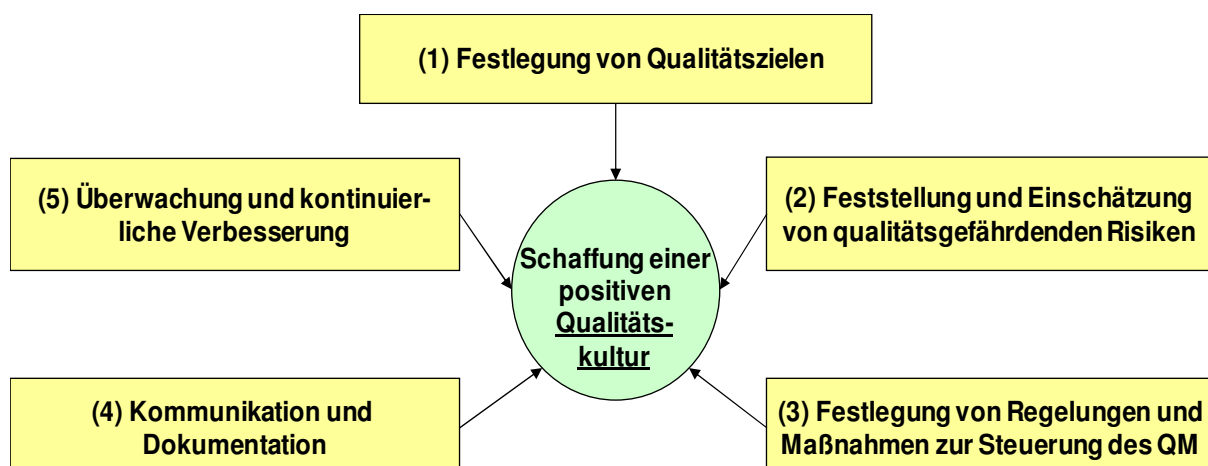 (1) Festlegung von Qualitätszielen
(5) Überwachung und kontinuier-
liche Verbesserung
(2) Feststellung und Einschätzung
von qualitätsgefährdenden Risiken
Schaffung einer
positiven
Qualitäts-
kultur
(4) Kommunikation und
Dokumentation
(3) Festlegung von Regelungen und
Maßnahmen zur Steuerung des QM